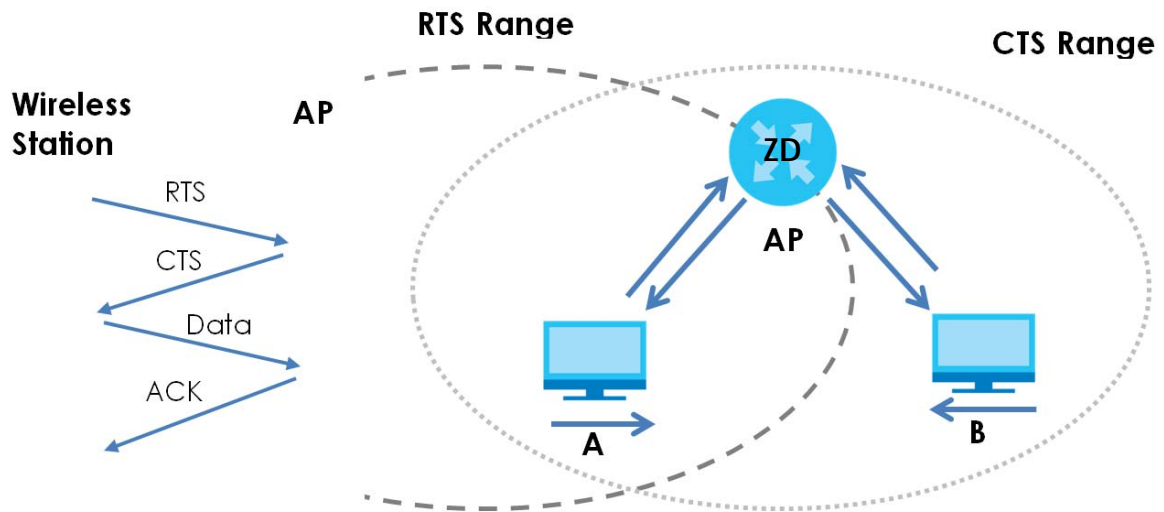 RTS Range
CTS Range
Wireless
Station
AP
RTS
CTS
Data
ACK
ZD
AP
A
B